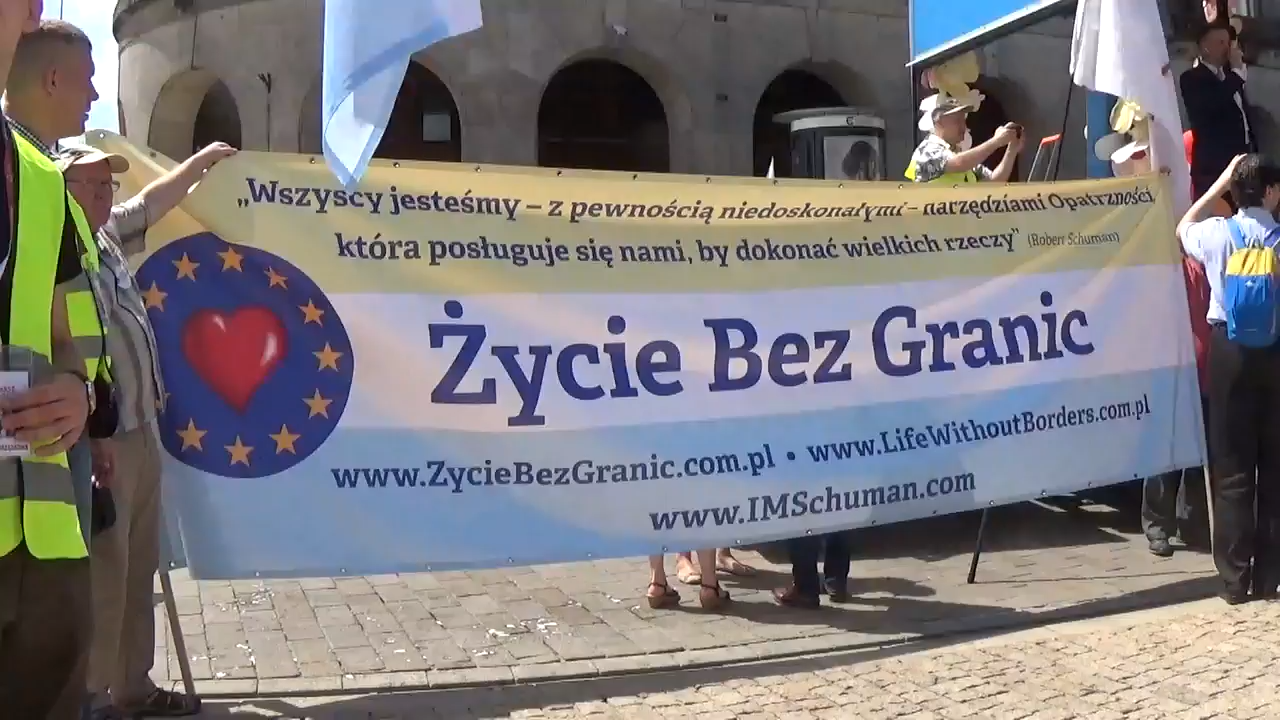 „Wszyscy jesteśmy – z pewnością niedoskonałymi – narzędziami Opatrzności,
która posługuje się nami, by dokonać wielkich rzeczy” (Robert Schuman)
Życie Bez Granic
www.ZycieBezGranic.com.pl • www.LifeWithoutBorders.com.pl
www.IMSchuman.com